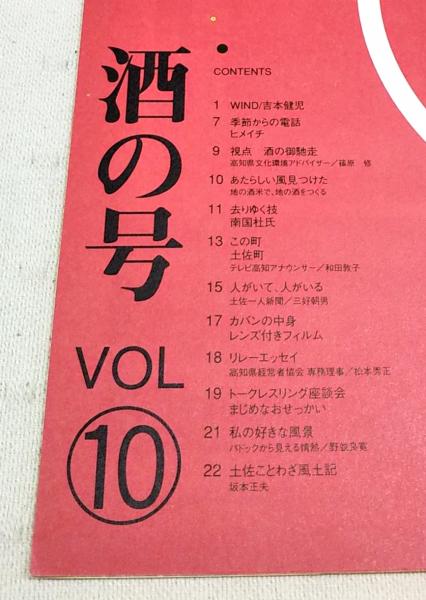 酒の号
VOL
10
CONTENTS
1 WIND/吉本健児
7 季節からの電話
ヒメイチ
9 視点 酒の御馳走
高知県文化環境アドバイザー/篠原 修
10 あたらしい風見つけた
地の酒米で、地の酒をつくる
11 去りゆく技
南国杜氏
13 この町
土佐町
テレビ高知アナウンサー/和田敦子
15 人がいて、人がいる
土佐一人新聞/三好朝男
17 カバンの中身
レンズ付きフィルム
18 リレーエッセイ
高知県経営者協会 専務理事/松本秀正
19 トークレスリング座談会
まじめなおせっかい
21 私の好きな風景
パドックから見える情熱/野並
22 土佐ことわざ風土記
坂本正夫